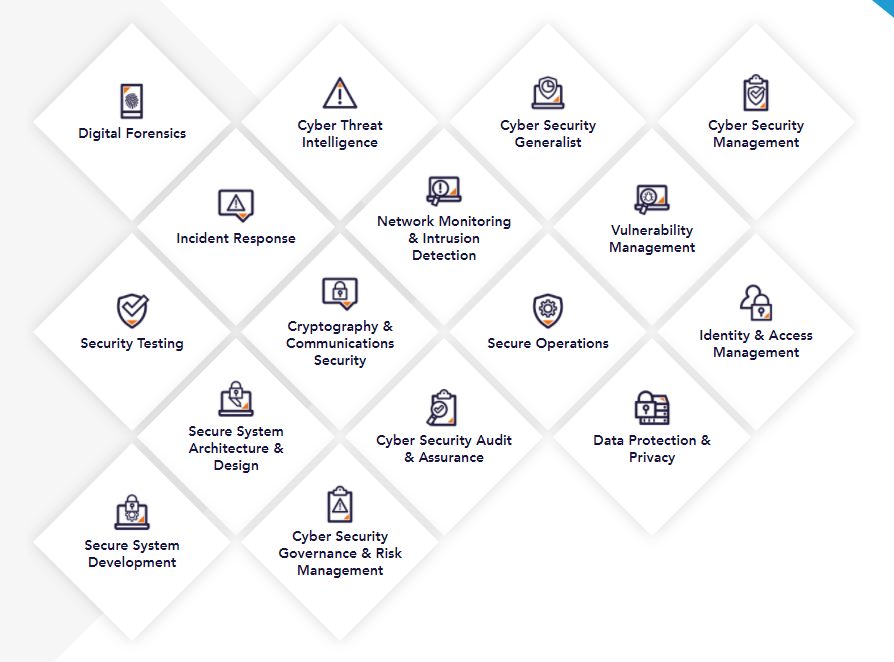 Digital Forensics
Cyber Threat
Intelligence
Cyber Security
Generalist
Cyber Security
Management
Incident Response
Network Monitoring
& Intrusion
Detection
Vulnerability
Management
Security Testing
Cryptography &
Communications
Security
Secure Operations
Identity & Access
Management
Secure System
Architecture &
Design
Cyber Security Audit
& Assurance
Data Protection &
Privacy
Secure System
Development
Cyber Security
Governance & Risk
Management